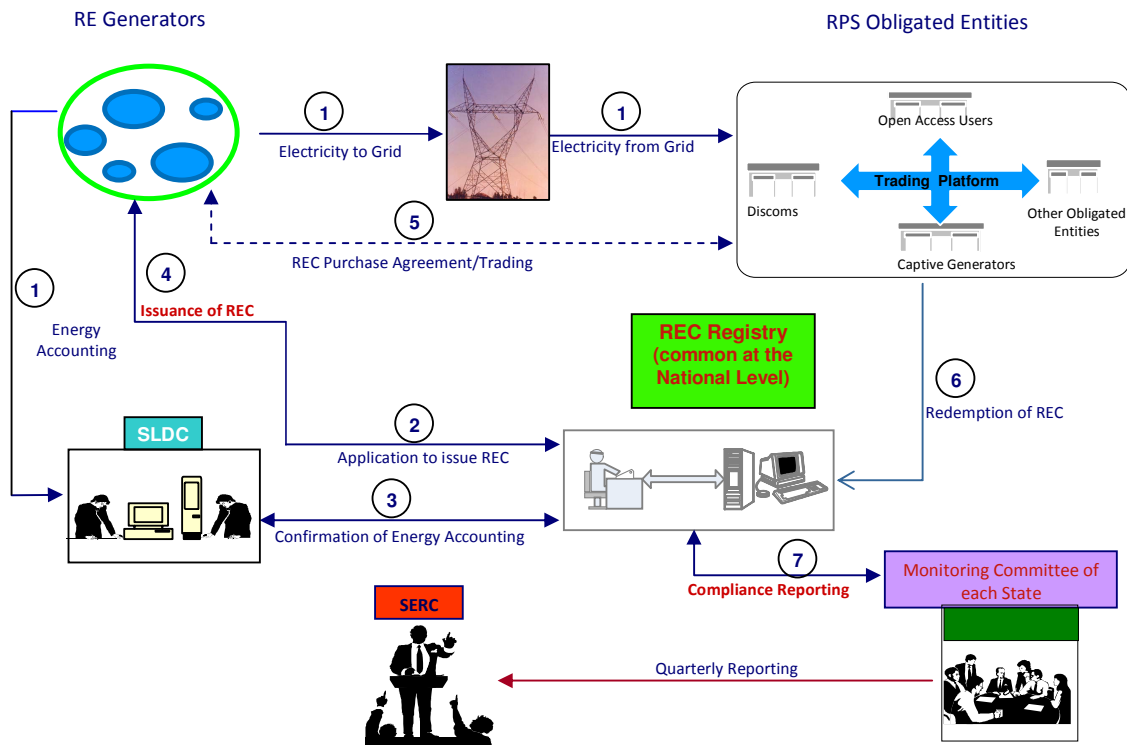 RE Generators
RPS Obligated Entities
1
Electricity to Grid
1
Electricity from Grid
Open Access Users
Trading Platform
Discoms
Other Obligated
Entities
Captive Generators
5
REC Purchase Agreement/Trading
4
Issuance of REC
1
Energy
Accounting
REC Registry
(common at the
National Level)
6
Redemption of REC
SLDC
2
Application to issue REC
3
Confirmation of Energy Accounting
7
Compliance Reporting
Monitoring Committee of
each State
SERC
Quarterly Reporting